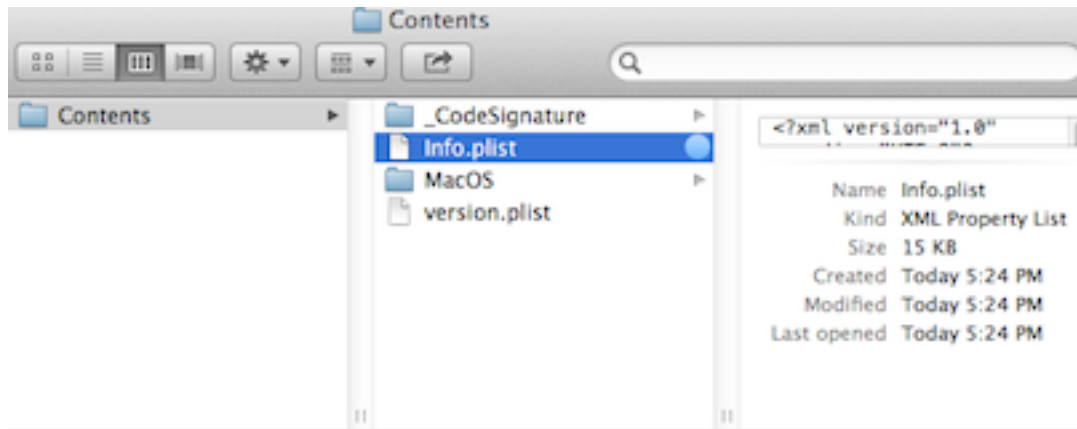 Contents
Contents
_CodeSignature
Info.plist
MacOS
version.plist
<?xml version="1.0"
Name Info.plist
Kind XML Property List
Size 15 KB
Created Today 5:24 PM
Modified Today 5:24 PM
Last opened Today 5:24 PM